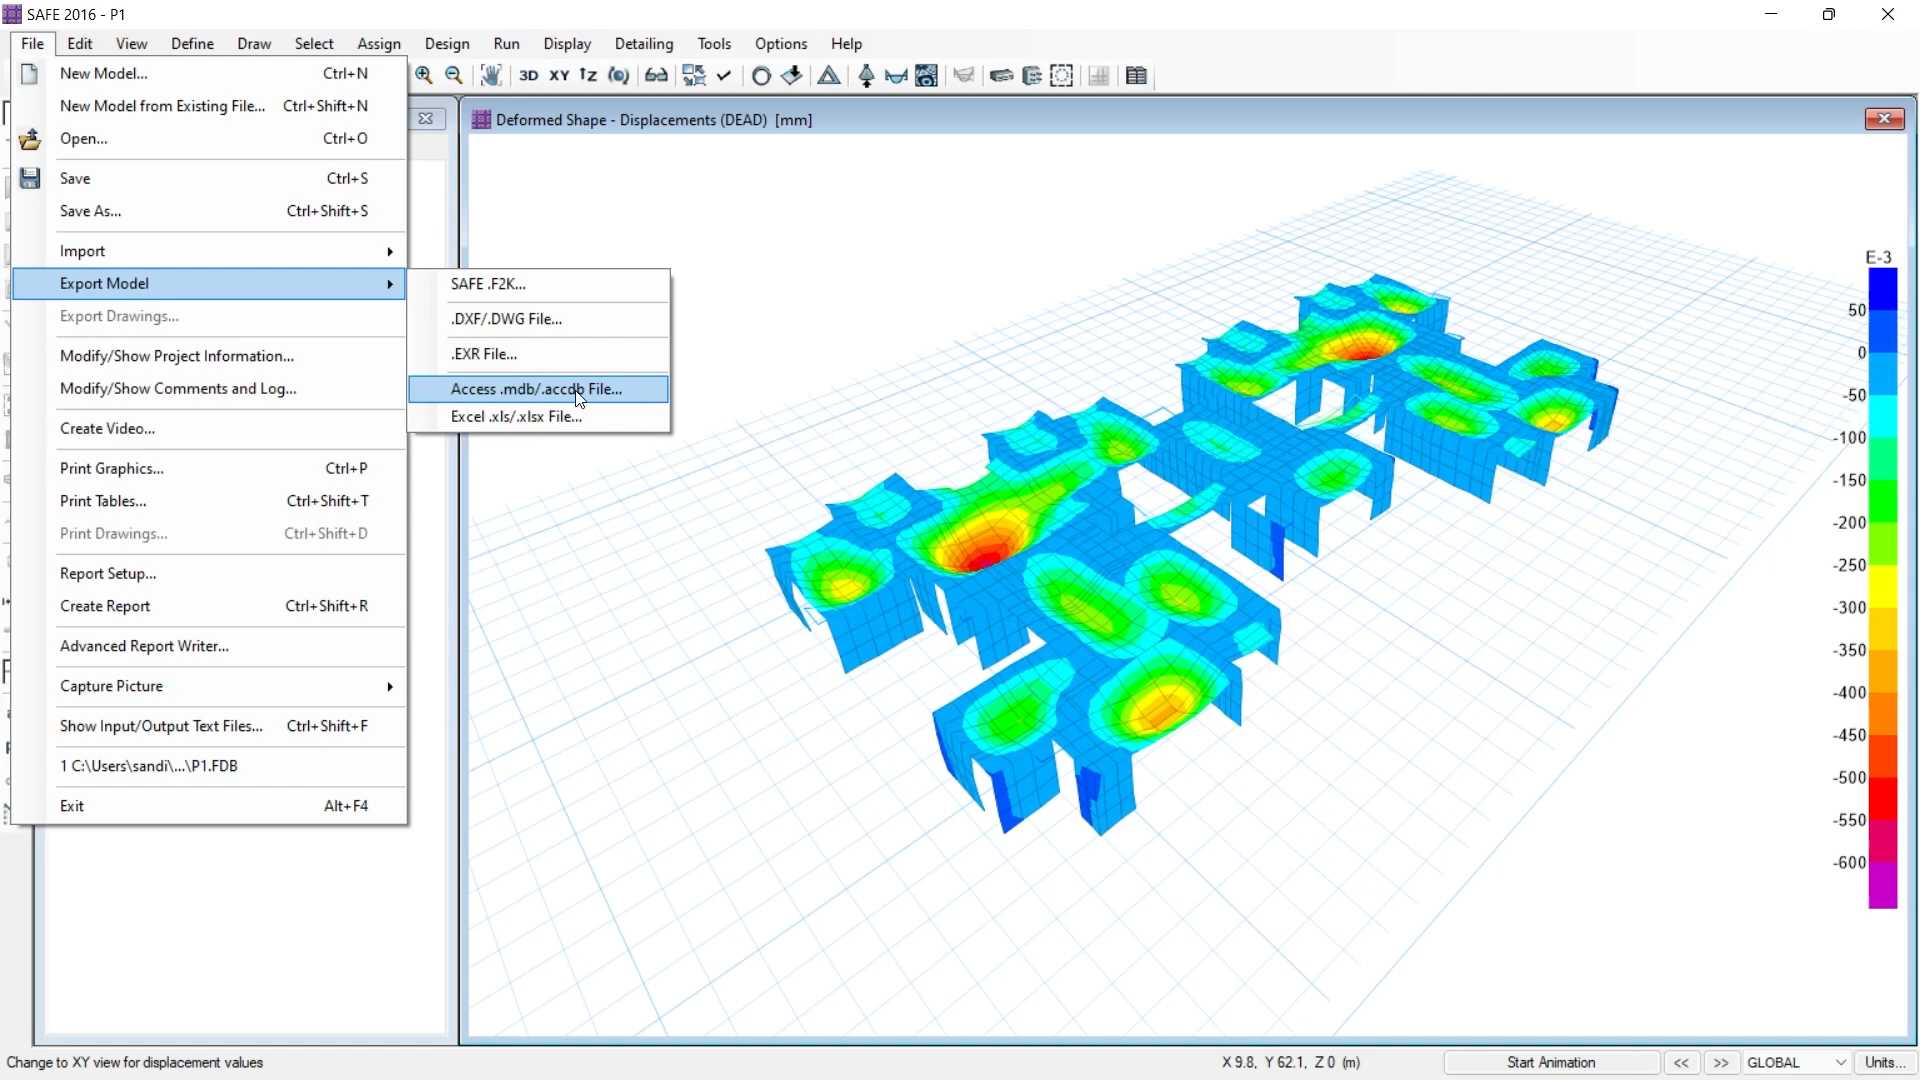 SAFE 2016 - P1
File Edit View Define Draw Select Assign Design Run Display Detailing Tools Options Help
3D XY
New Model... Ctrl+N
New Model from Existing File... Ctrl+Shift+N
Open... Ctrl+O
Save Ctrl+S
Save As... Ctrl+Shift+S
Import
Export Model
Export Drawings...
Modify/Show Project Information...
Modify/Show Comments and Log...
Create Video...
Print Graphics... Ctrl+P
Print Tables... Ctrl+Shift+T
Print Drawings... Ctrl+Shift+D
Report Setup...
Create Report Ctrl+Shift+R
Advanced Report Writer...
Capture Picture
Show Input/Output Text Files... Ctrl+Shift+F
1 C:\Users\sandi\...\P1.FDB
Exit Alt+F4
SAFE .F2K...
.DXF/.DWG File...
.EXR File...
Access .mdb/.accdb File...
Excel .xls/.xlsx File...
Deformed Shape - Displacements (DEAD) [mm]
E-3
50
0
-50
-100
-150
-200
-250
-300
-350
-400
-450
-500
-550
-600
Change to XY view for displacement values
X 9.8, Y 62.1, Z 0 (m)
Start Animation
<< >>
GLOBAL
Units...